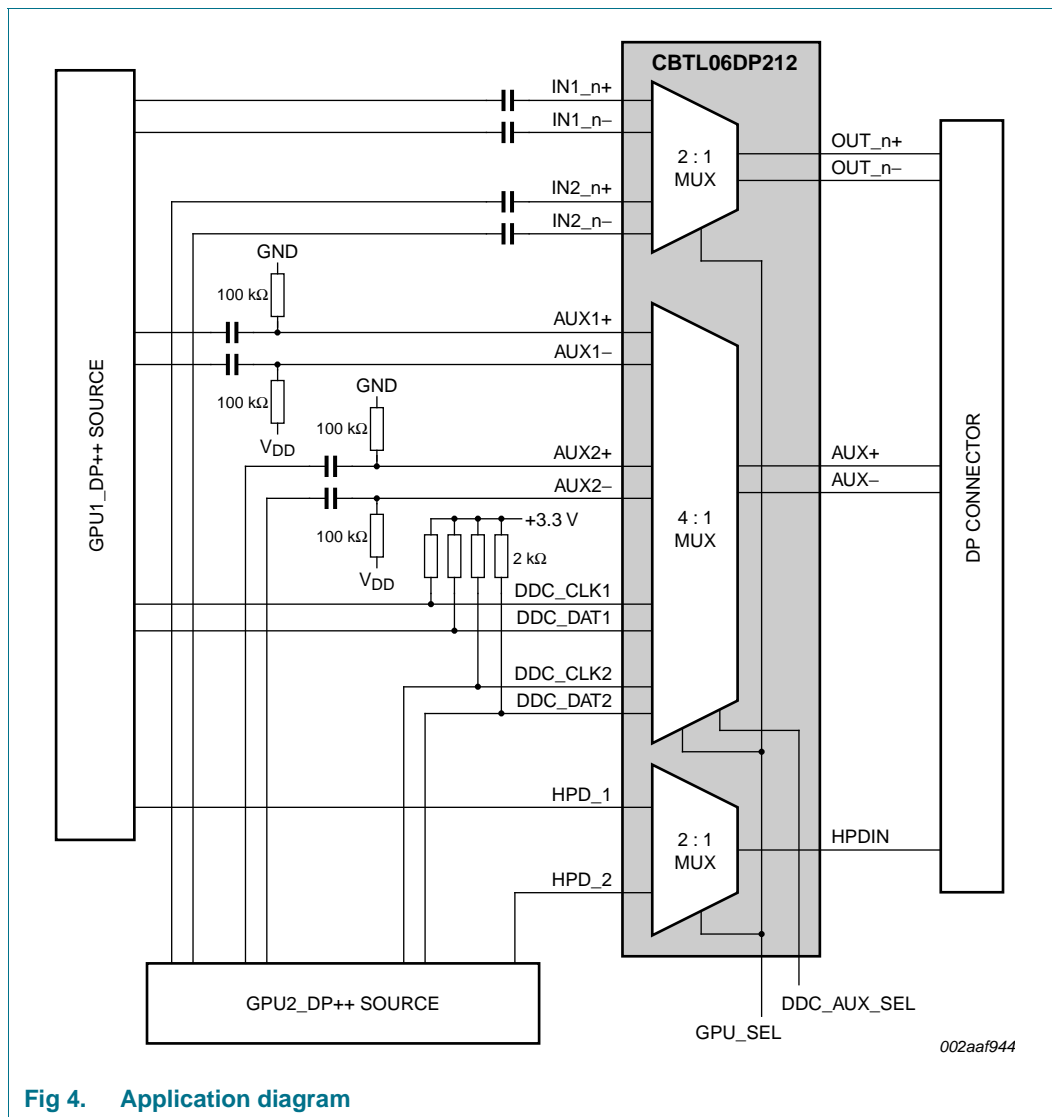 CBTL06DP212
IN1_n+
IN1_n−
2 : 1
MUX
OUT_n+
OUT_n−
IN2_n+
IN2_n−
GND
100 kΩ
AUX1+
AUX1−
100 kΩ
VDD
GND
100 kΩ
AUX2+
AUX2−
100 kΩ
VDD
+3.3 V
2 kΩ
4 : 1
MUX
AUX+
AUX−
DDC_CLK1
DDC_DAT1
DDC_CLK2
DDC_DAT2
HPD_1
2 : 1
MUX
HPDIN
HPD_2
GPU1_DP++ SOURCE
DP CONNECTOR
GPU2_DP++ SOURCE
DDC_AUX_SEL
GPU_SEL
002aaf944
Fig 4. Application diagram